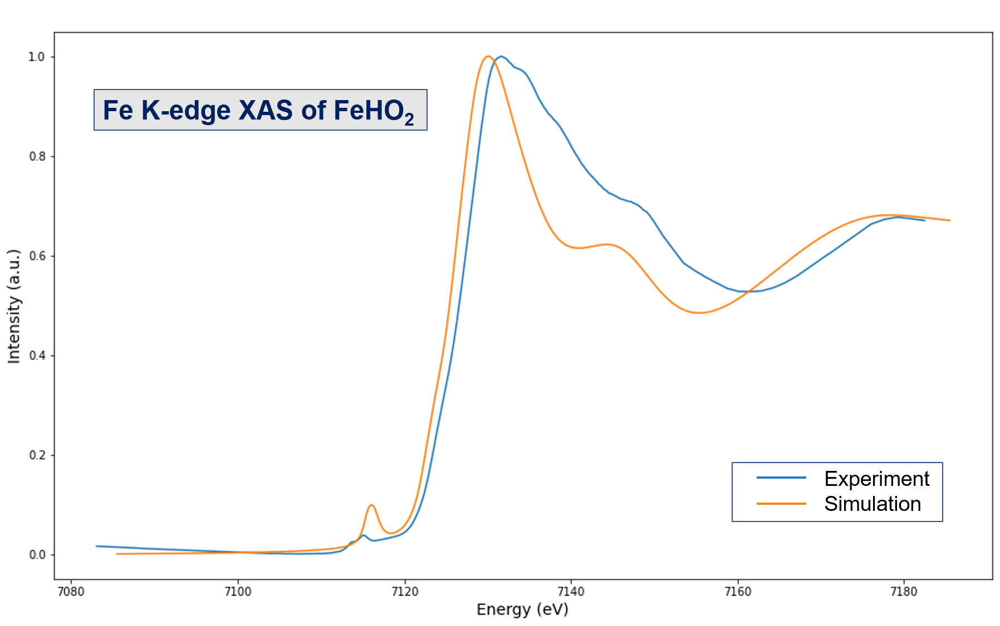 Fe K-edge XAS of FeHO₂
1.0
0.8
0.6
0.4
0.2
0.0
Intensity (a.u.)
Experiment
Simulation
7080 7100 7120 7140 7160 7180
Energy (eV)